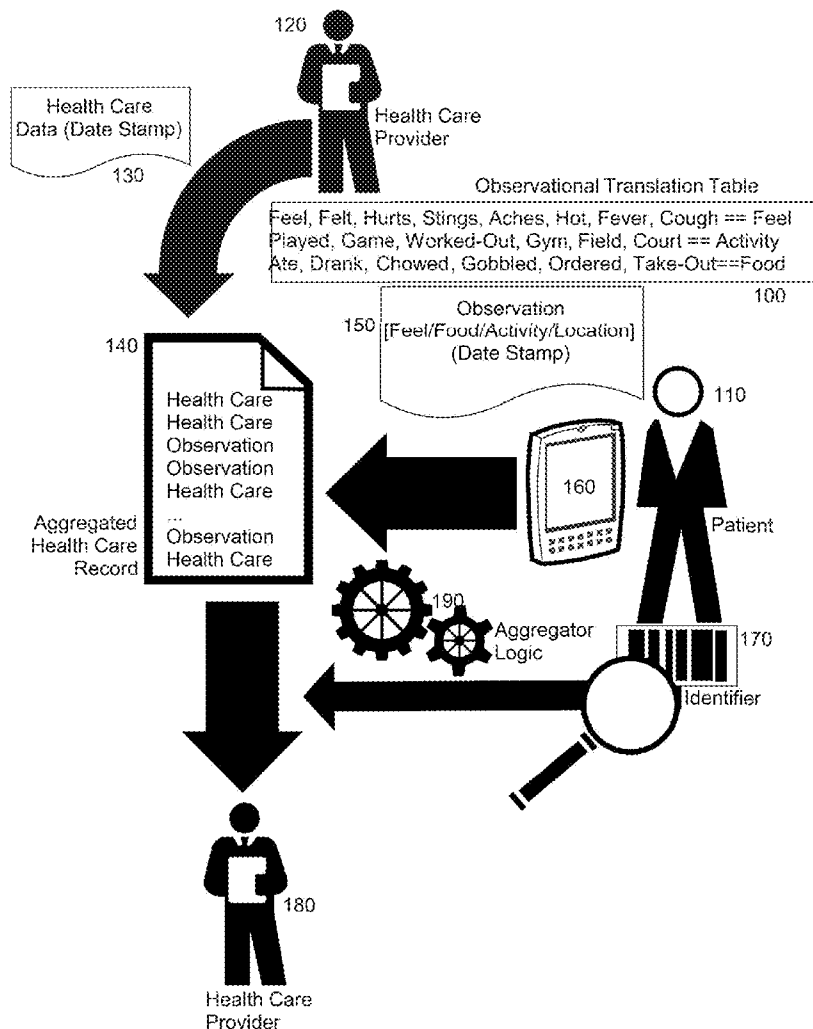 120
Health Care
Data (Date Stamp)
130
Health Care
Provider
Observational Translation Table
Feel, Felt, Hurts, Stings, Aches, Hot, Fever, Cough == Feel
Played, Game, Worked-Out, Gym, Field, Court == Activity
Ate, Drank, Chowed, Gobbled, Ordered, Take-Out==Food
100
150
Observation
[Feel/Food/Activity/Location]
(Date Stamp)
140
Health Care
Health Care
Observation
Observation
Health Care
...
Observation
Health Care
Aggregated
Health Care
Record
110
160
Patient
190
Aggregator
Logic
170
Identifier
180
Health Care
Provider